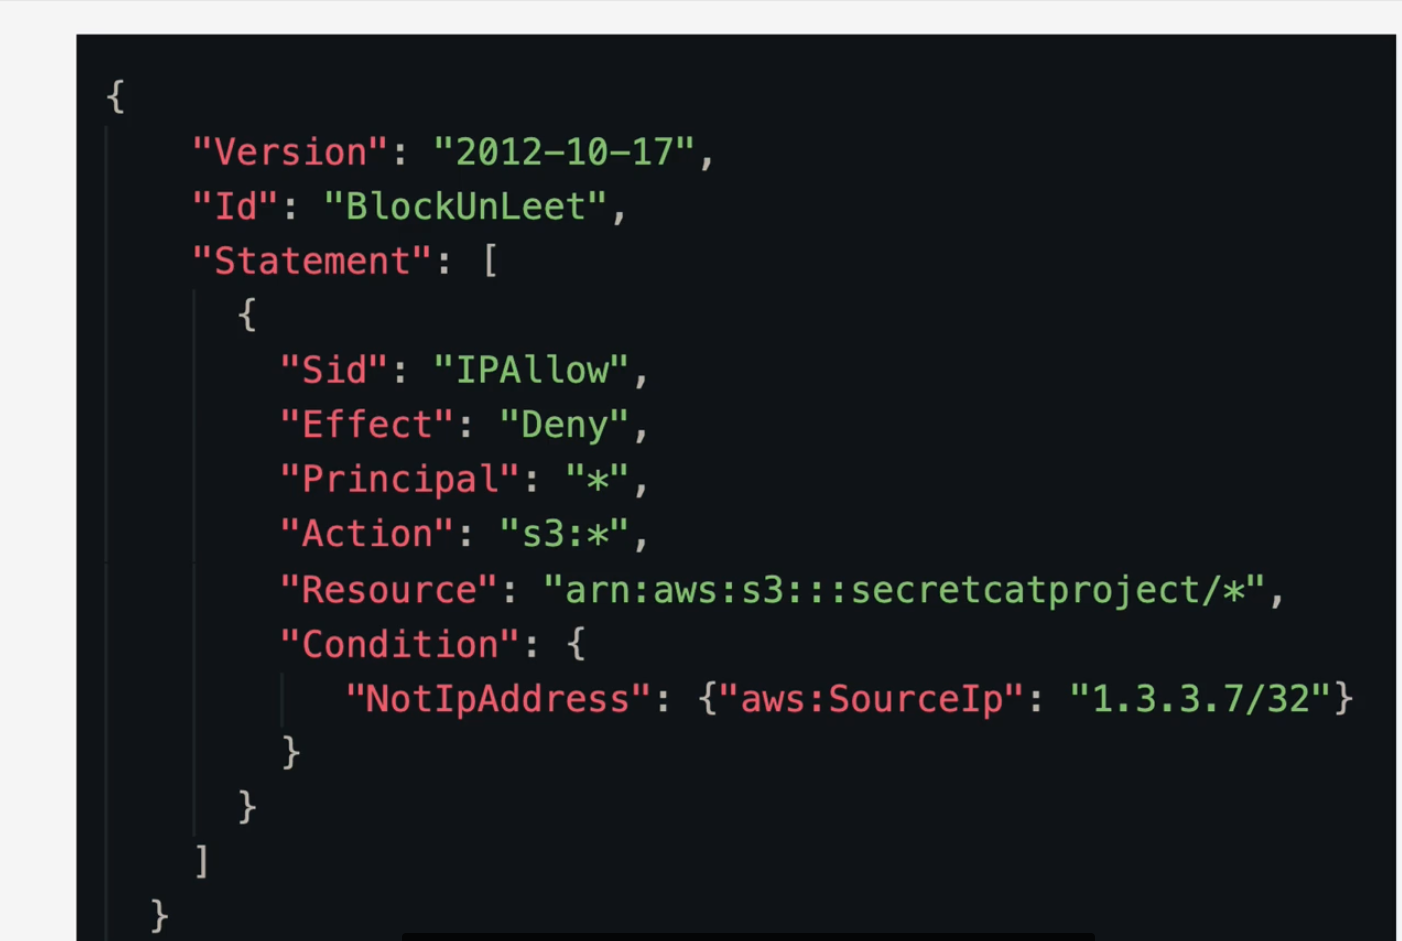 {
"Version": "2012-10-17",
"Id": "BlockUnLeet",
"Statement": [
{
"Sid": "IPAllow",
"Effect": "Deny",
"Principal": "*",
"Action": "s3:*",
"Resource": "arn:aws:s3:::secretcatproject/*",
"Condition": {
"NotIpAddress": {"aws:SourceIp": "1.3.3.7/32"}
}
}
]
}